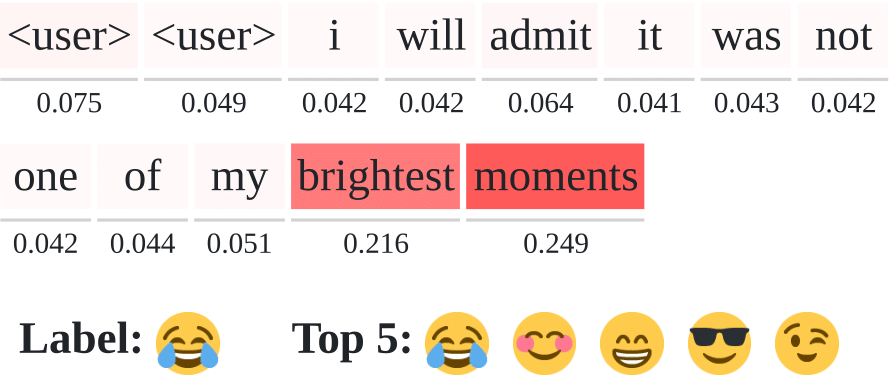 <user> <user> i will admit it was not
0.075 0.049 0.042 0.042 0.064 0.041 0.043 0.042
one of my brightest moments
0.042 0.044 0.051 0.216 0.249
Label: 😂 Top 5: 😂 😊 😁 😎 😉